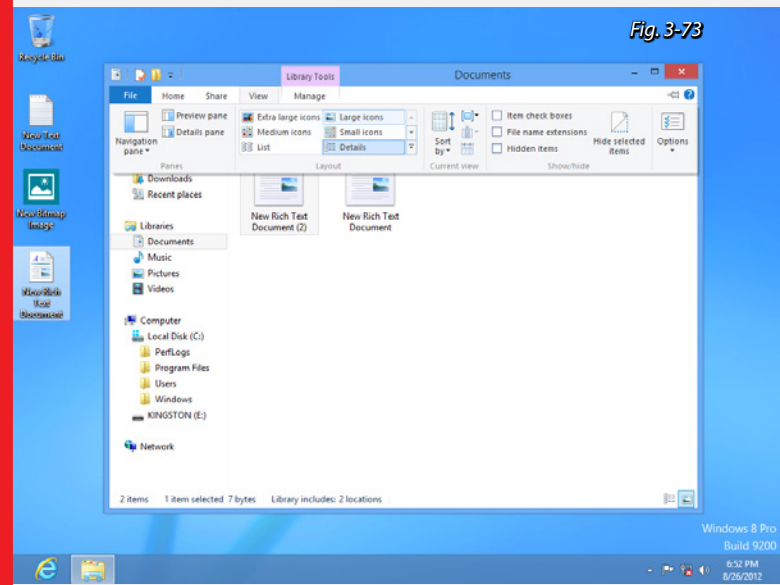 Fig. 3-73
Recycle Bin
New Text
Document
New Bitmap
Image
New Rich
Text
Document
Library Tools
Documents
File Home Share View Manage
Navigation
pane
Preview pane
Details pane
Panes
Extra large icons
Large icons
Medium icons
Small icons
List
Details
Layout
Sort
by
Current view
Item check boxes
File name extensions
Hidden items
Hide selected
items
Show/hide
Options
Downloads
Recent places
Libraries
Documents
Music
Pictures
Videos
Computer
Local Disk (C:)
PerfLogs
Program Files
Users
Windows
KINGSTON (E:)
Network
New Rich Text
Document (2)
New Rich Text
Document
2 items 1 item selected 7 bytes Library includes: 2 locations
Windows 8 Pro
Build 9200
6:52 PM
8/26/2012